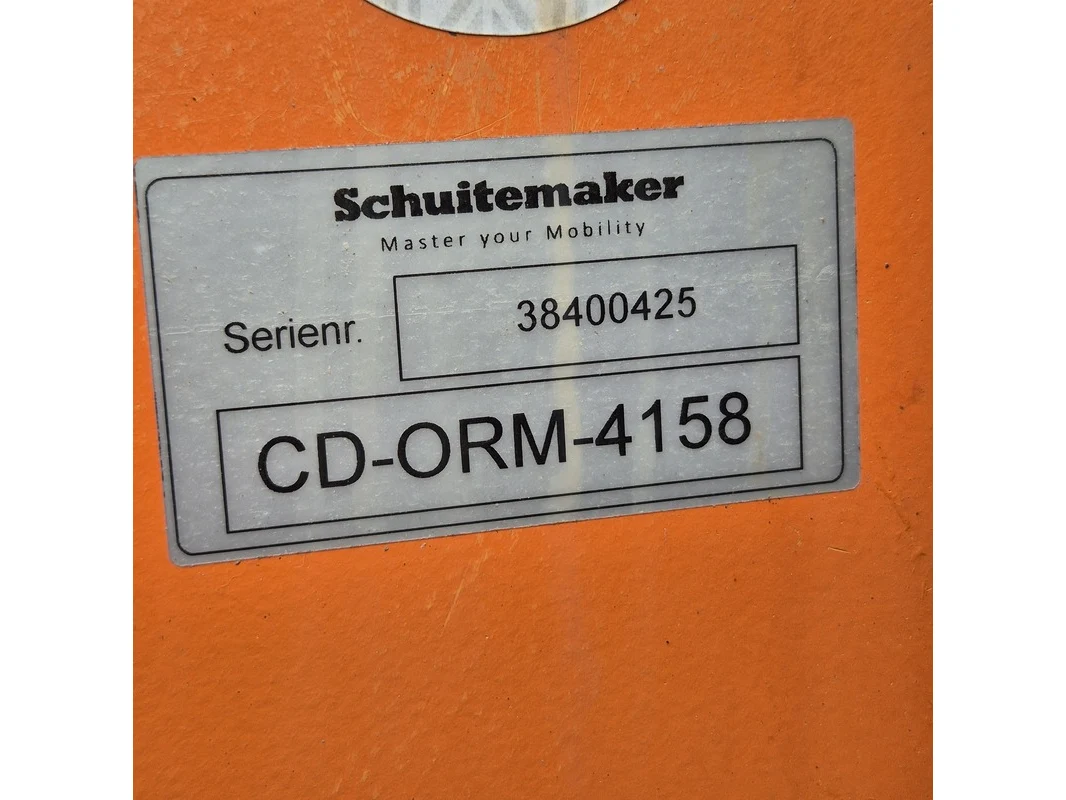 Schuitemaker
Master your Mobility
Serienr. 38400425
CD-ORM-4158